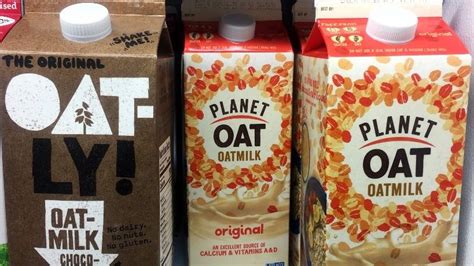 SHAKE ME!
THE ORIGINAL
OAT-
LY!
OAT-
MILK
CHOCO-
No dairy.
No nuts.
No gluten.
PLANET
OAT
OATMILK
original
AN EXCELLENT SOURCE OF
CALCIUM & VITAMINS A&D
PLANET
OAT
OATMILK